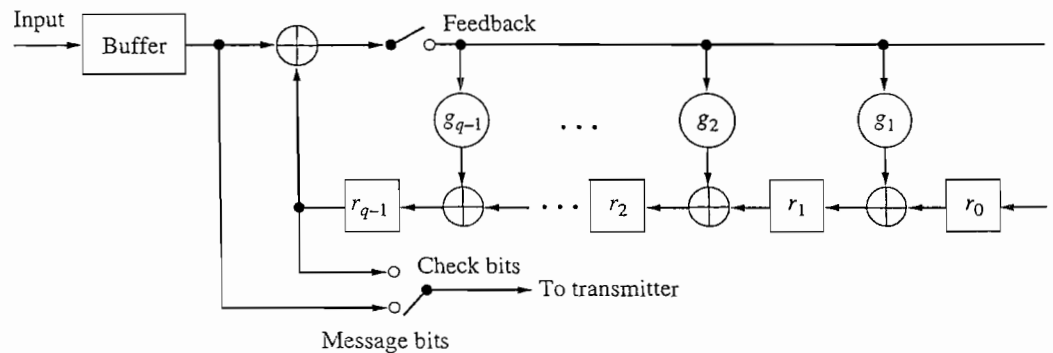 Input
Buffer
Feedback
g_{q-1}
. . .
g_2
g_1
r_{q-1}
. . .
r_2
r_1
r_0
Check bits
To transmitter
Message bits